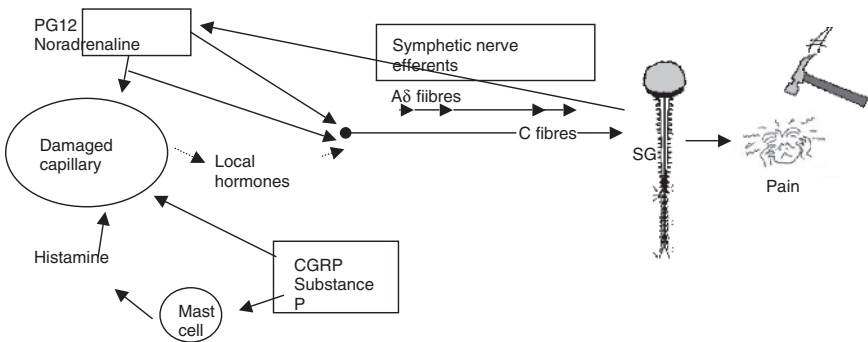 PG12
Noradrenaline
Symphetic nerve
efferents
Aδ fiibres
C fibres
SG
Pain
Damaged
capillary
Local
hormones
Histamine
CGRP
Substance
P
Mast
cell